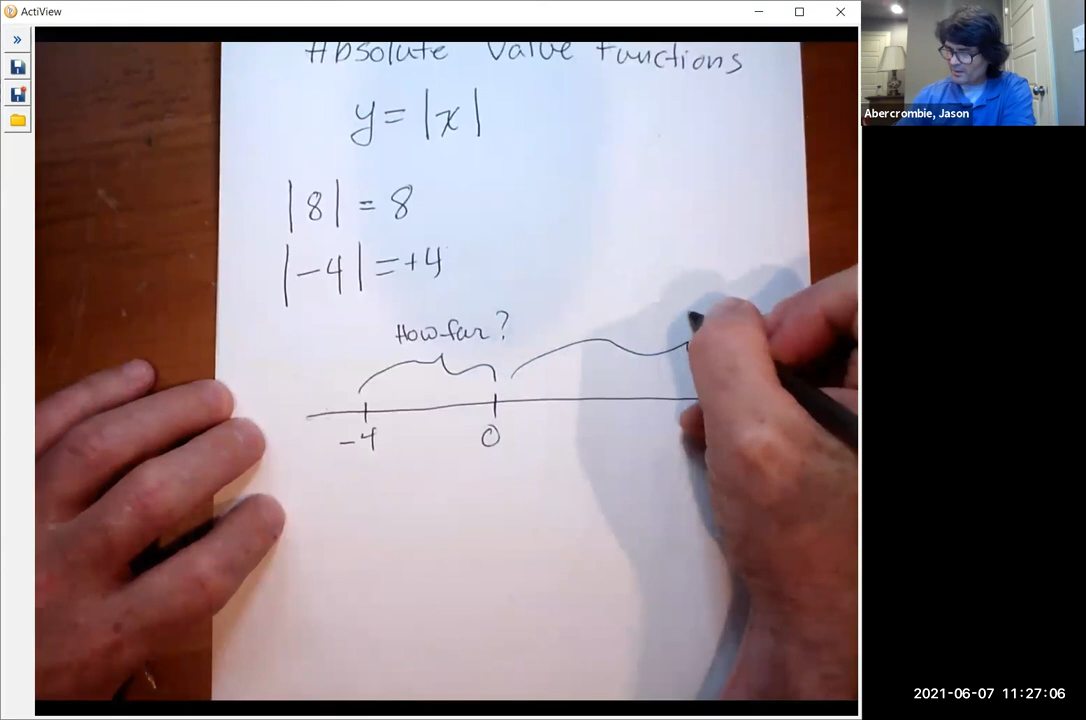 ActiView
Absolute Value Functions
y = |x|
|8| = 8
|-4| = +4
How far?
-4 0
Abercrombie, Jason
2021-06-07 11:27:06